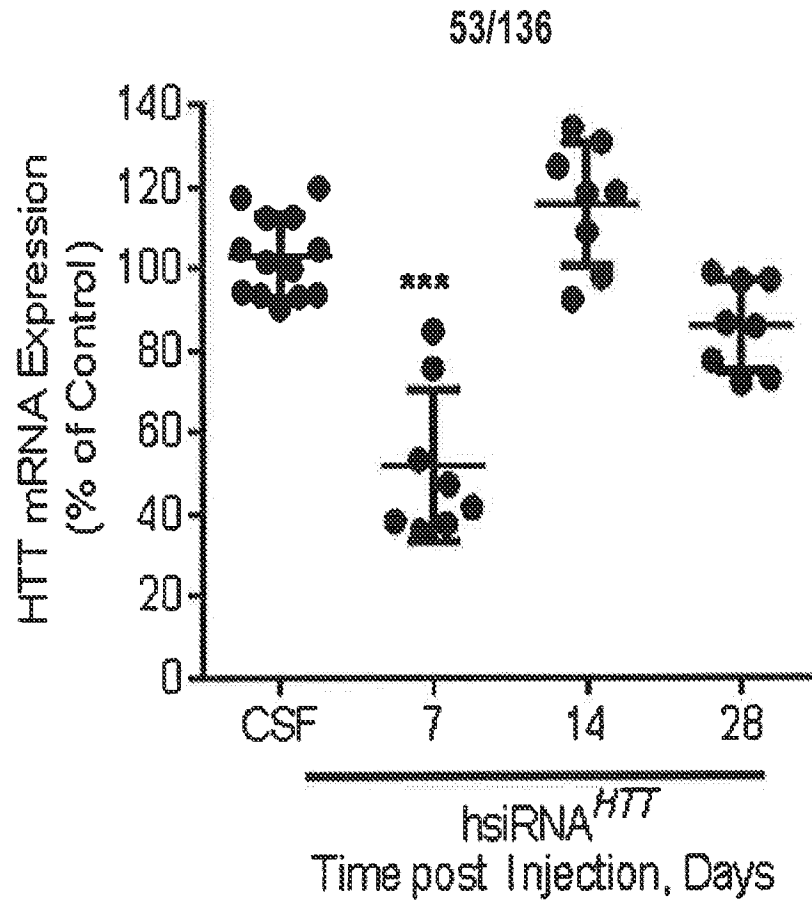 53/136
HTT mRNA Expression
(% of Control)
140
120
100
80
60
40
20
0
***
CSF 7 14 28
hsiRNA^HTT
Time post Injection, Days